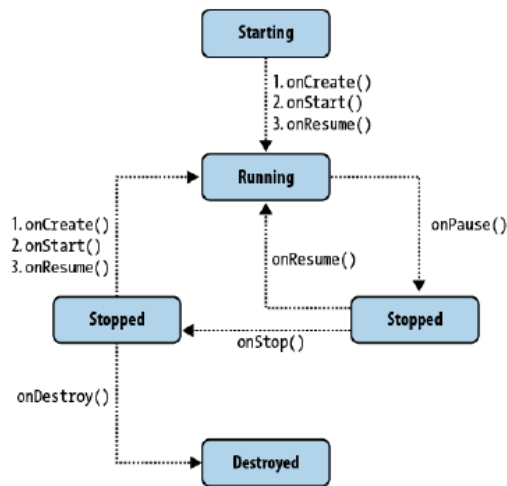 Starting
1. onCreate()
2. onStart()
3. onResume()
Running
1. onCreate()
2. onStart()
3. onResume()
onResume()
onPause()
Stopped
Stopped
onStop()
onDestroy()
Destroyed